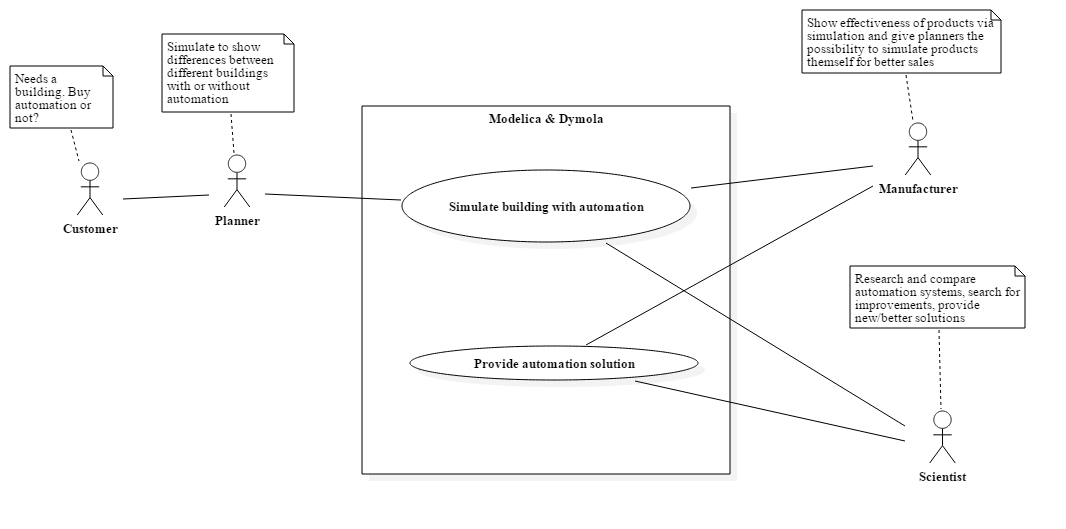 Needs a
building. Buy
automation or
not?
Customer
Simulate to show
differences between
different buildings
with or without
automation
Planner
Modelica & Dymola
Simulate building with automation
Provide automation solution
Show effectiveness of products via
simulation and give planners the
possibility to simulate products
themself for better sales
Manufacturer
Research and compare
automation systems, search for
improvements, provide
new/better solutions
Scientist